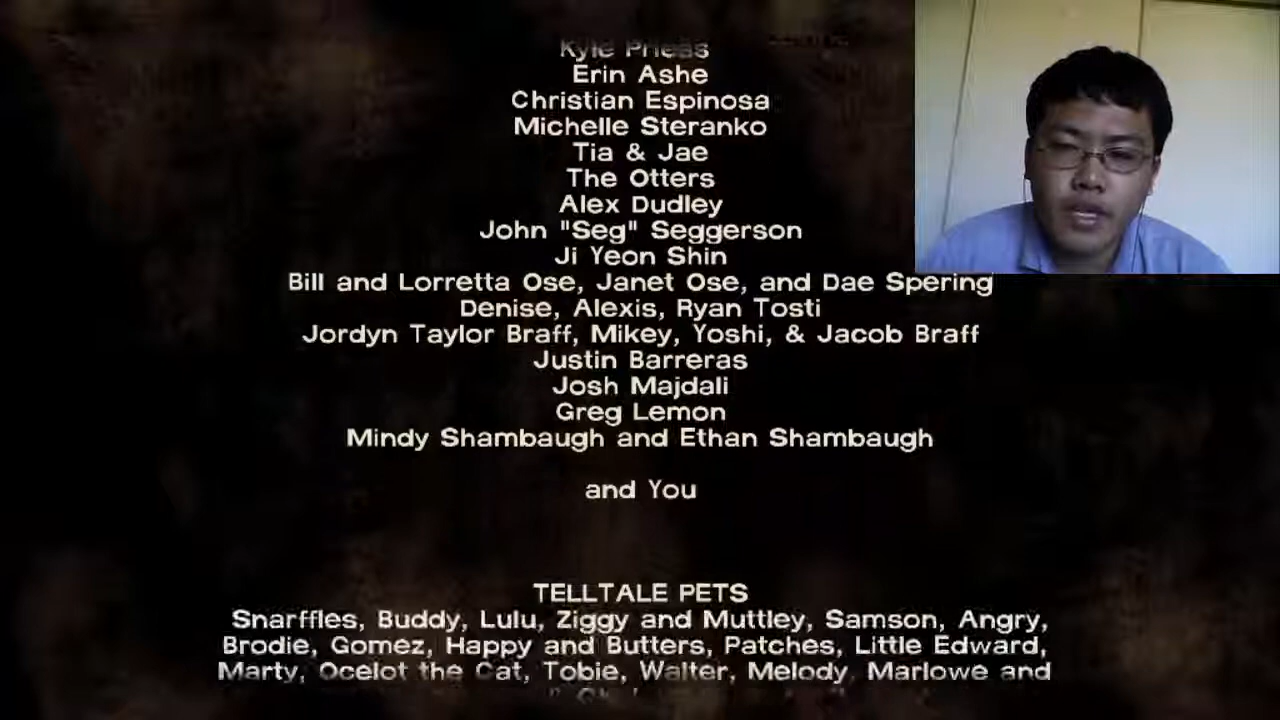 Kyle Prieas
Erin Ashe
Christian Espinosa
Michelle Steranko
Tia & Jae
The Otters
Alex Dudley
John "Seg" Seggerson
Ji Yeon Shin
Bill and Lorretta Ose, Janet Ose, and Dae Spering
Denise, Alexis, Ryan Tosti
Jordyn Taylor Braff, Mikey, Yoshi, & Jacob Braff
Justin Barreras
Josh Majdali
Greg Lemon
Mindy Shambaugh and Ethan Shambaugh
and You
TELLTALE PETS
Snarffles, Buddy, Lulu, Ziggy and Muttley, Samson, Angry,
Brodie, Gomez, Happy and Butters, Patches, Little Edward,
Marty, Ocelot the Cat, Tobie, Walter, Melody, Marlowe and